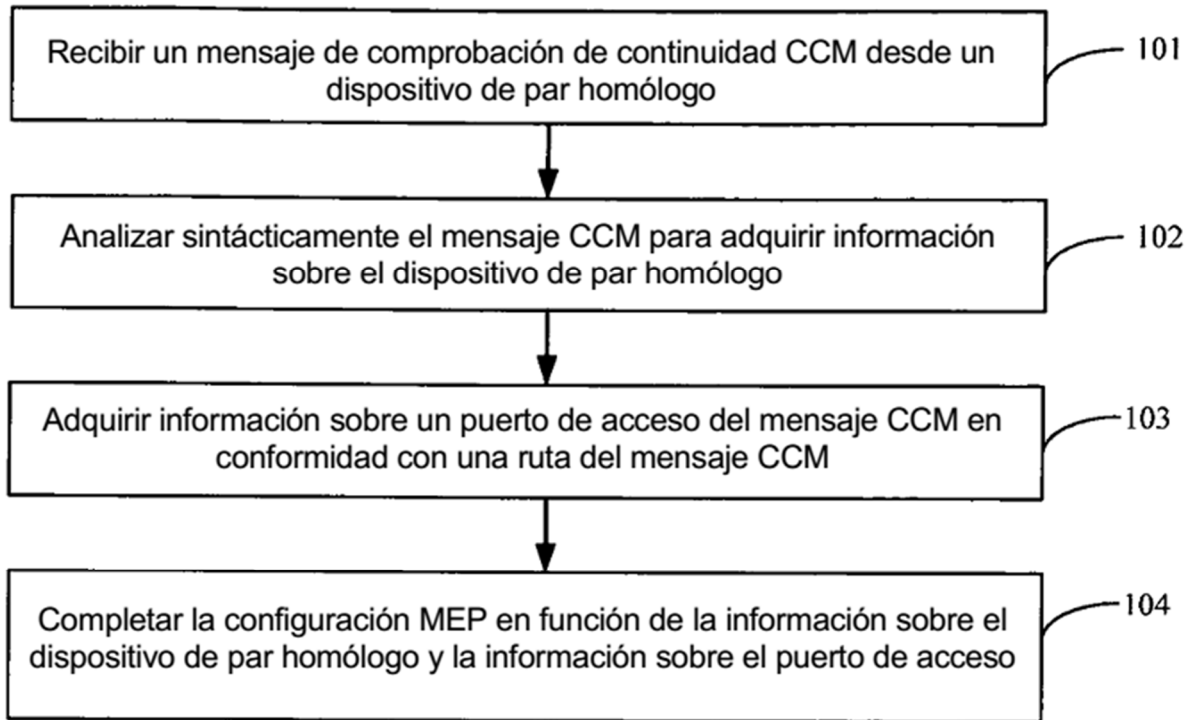 Recibir un mensaje de comprobación de continuidad CCM desde un
dispositivo de par homólogo
101
Analizar sintácticamente el mensaje CCM para adquirir información
sobre el dispositivo de par homólogo
102
Adquirir información sobre un puerto de acceso del mensaje CCM en
conformidad con una ruta del mensaje CCM
103
Completar la configuración MEP en función de la información sobre el
dispositivo de par homólogo y la información sobre el puerto de acceso
104